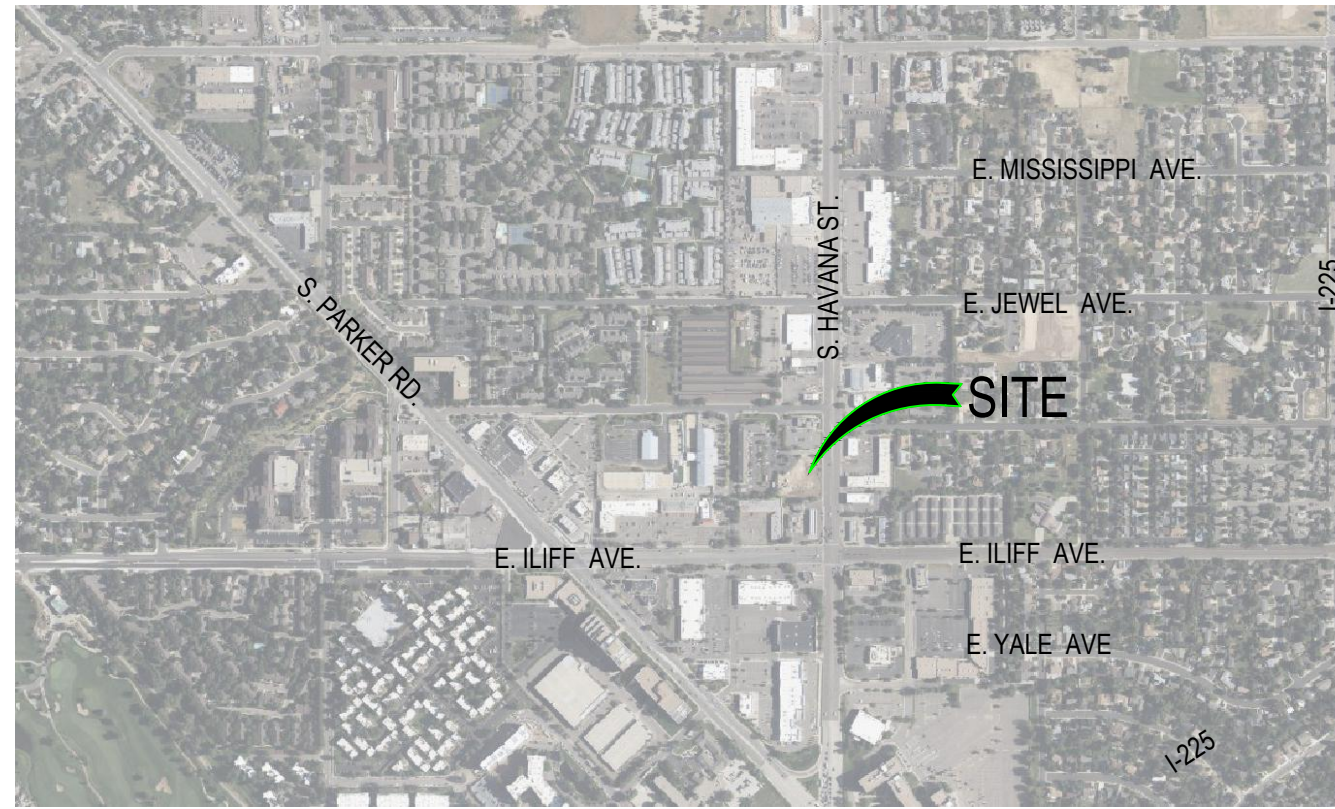 E. MISSISSIPPI AVE.
S. HAVANA ST.
I-225
S. PARKER RD.
E. JEWEL AVE.
SITE
E. ILIFF AVE.
E. ILIFF AVE.
E. YALE AVE
I-225